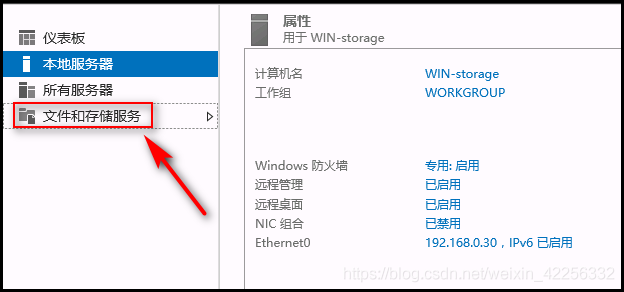 仪表板
本地服务器
所有服务器
文件和存储服务
属性
用于 WIN-storage
计算机名 WIN-storage
工作组 WORKGROUP
Windows 防火墙 专用: 启用
远程管理 已启用
远程桌面 已启用
NIC 组合 已禁用
Ethernet0 192.168.0.30，IPv6 已启用
https://blog.csdn.net/weixin_42256332